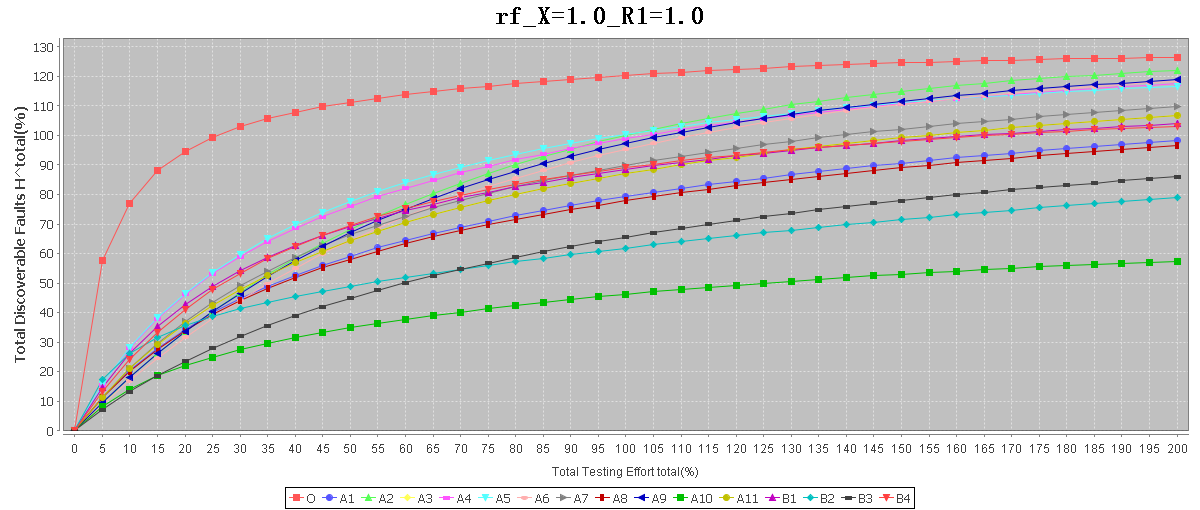 rf_X=1.0_R1=1.0
Total Discoverable Faults H^total(%)
130
120
110
100
90
80
70
60
50
40
30
20
10
0
0 5 10 15 20 25 30 35 40 45 50 55 60 65 70 75 80 85 90 95 100 105 110 115 120 125 130 135 140 145 150 155 160 165 170 175 180 185 190 195 200
Total Testing Effort total(%)
O A1 A2 A3 A4 A5 A6 A7 A8 A9 A10 A11 B1 B2 B3 B4